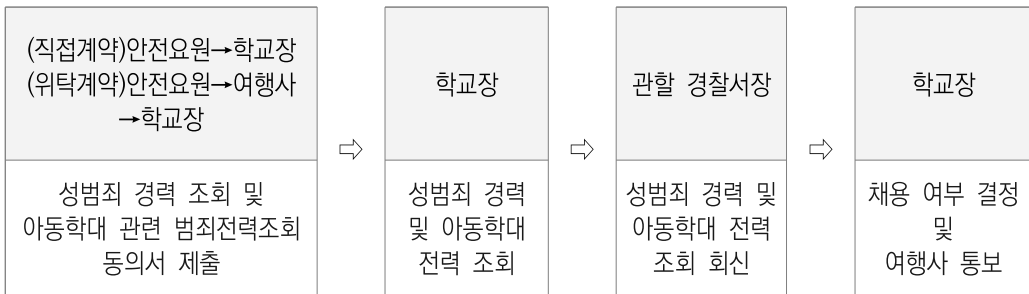 (직접계약)안전요원→학교장
(위탁계약)안전요원→여행사
→학교장
성범죄 경력 조회 및
아동학대 관련 범죄전력조회
동의서 제출
⇨
학교장
성범죄 경력
및 아동학대
전력 조회
⇨
관할 경찰서장
성범죄 경력 및
아동학대 전력
조회 회신
⇨
학교장
채용 여부 결정
및
여행사 통보